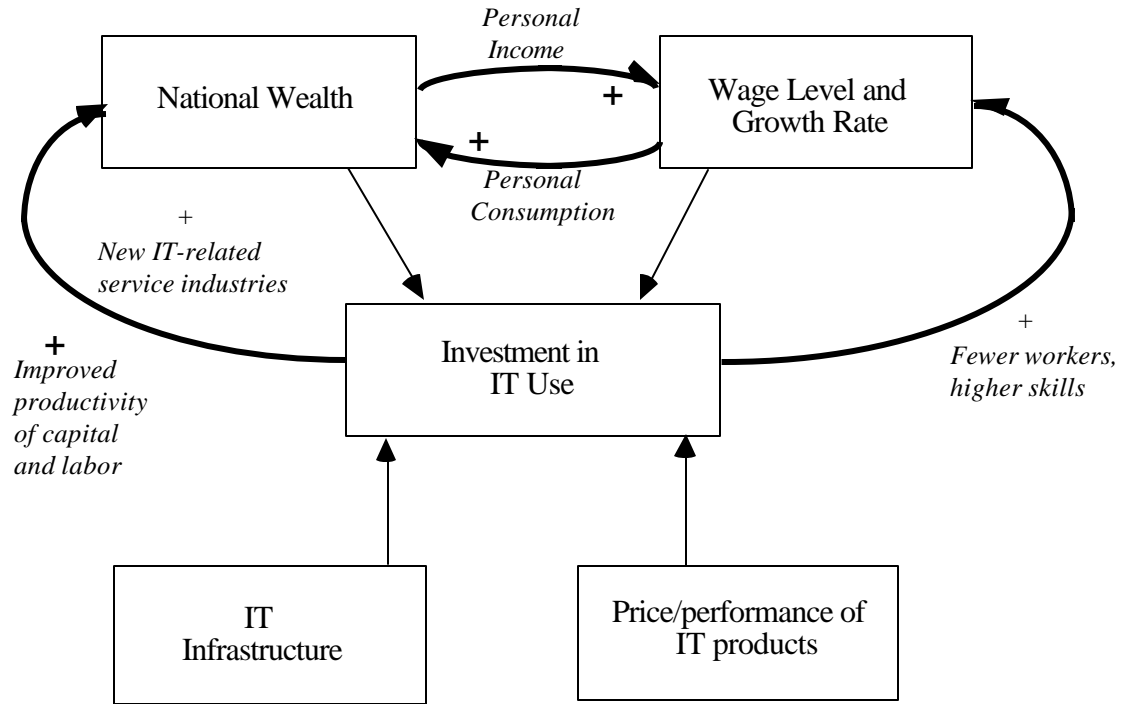 Personal
Income
National Wealth
+
Wage Level and
Growth Rate
+
Personal
Consumption
+
New IT-related
service industries
+
Improved
productivity
of capital
and labor
Investment in
IT Use
+
Fewer workers,
higher skills
IT
Infrastructure
Price/performance of
IT products